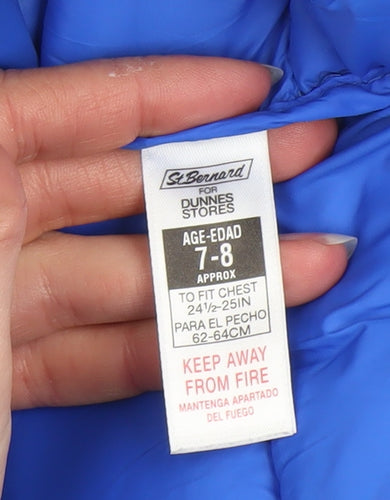 St.Bernard
FOR
DUNNES
STORES
AGE-EDAD
7-8
APPROX
TO FIT CHEST
24½-25IN
PARA EL PECHO
62-64CM
KEEP AWAY
FROM FIRE
MANTENGA APARTADO
DEL FUEGO